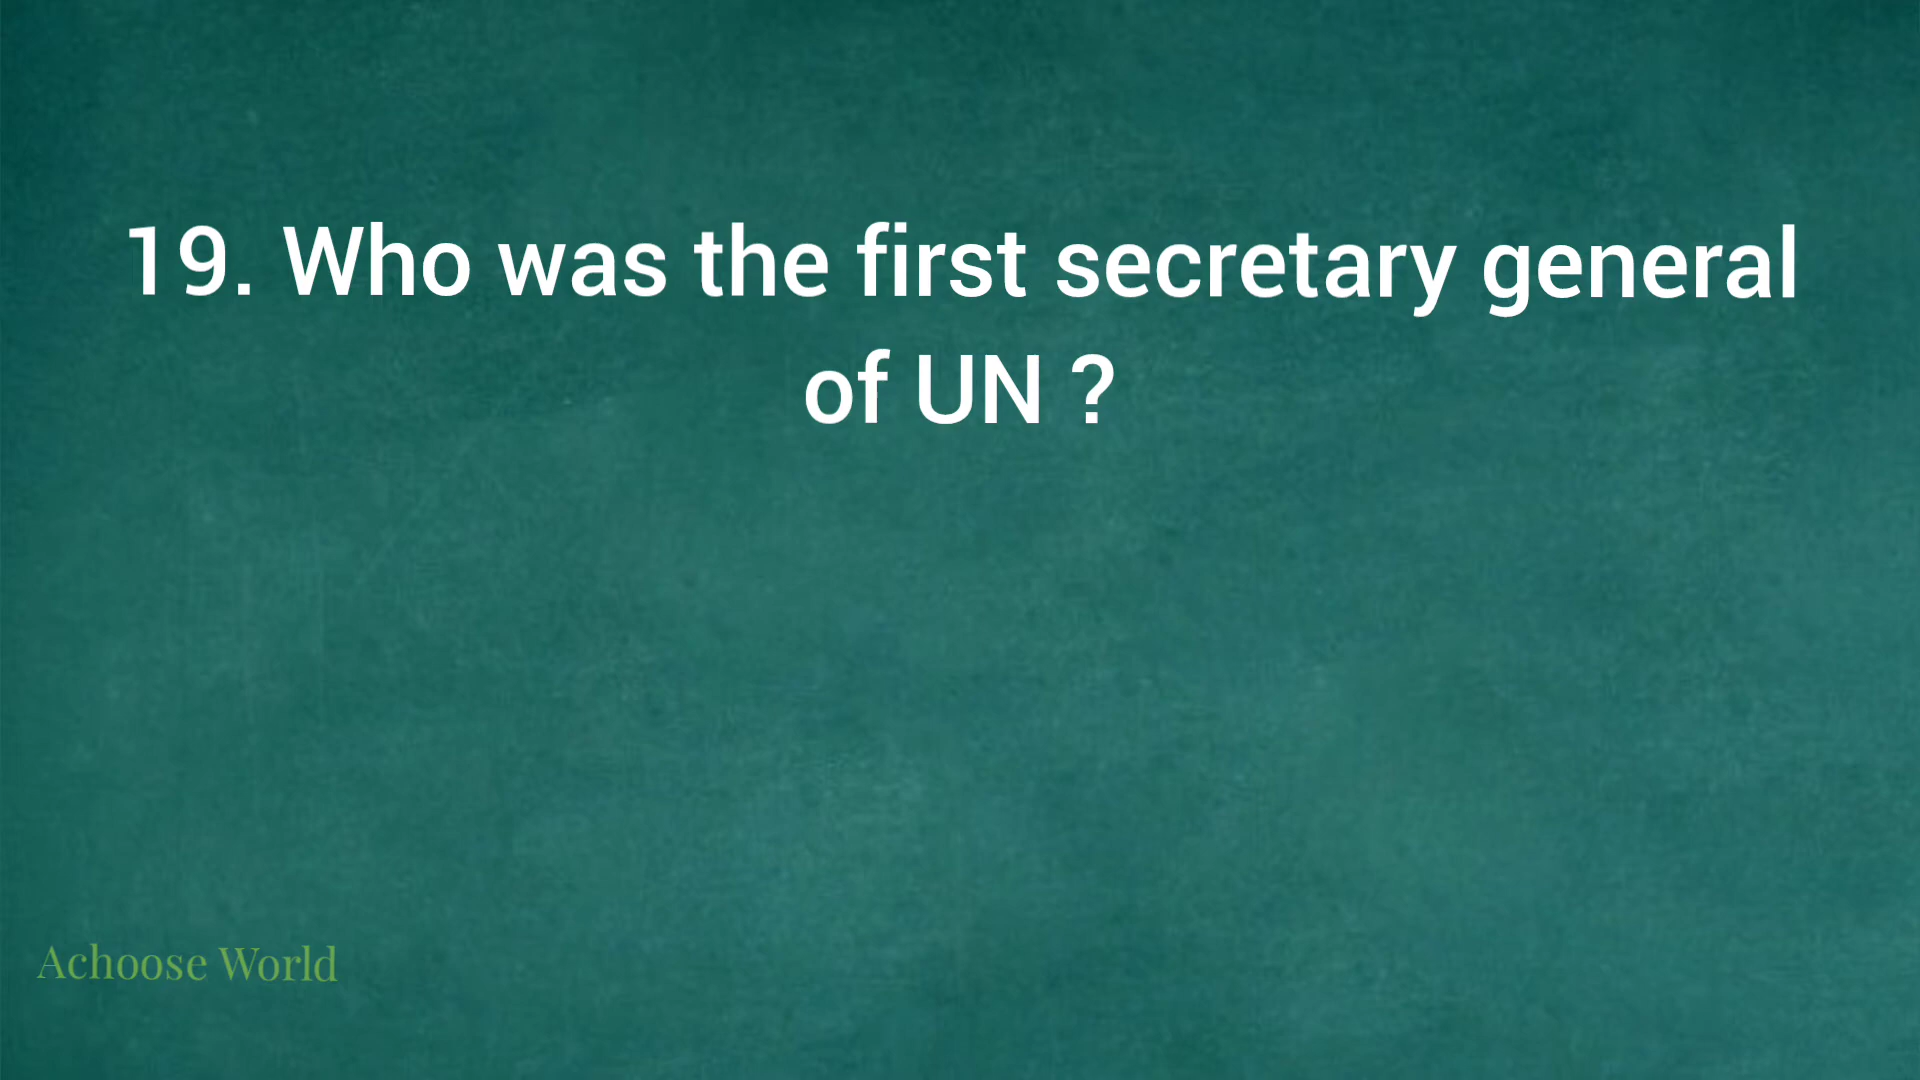 19. Who was the first secretary general
of UN ?
Achoose World